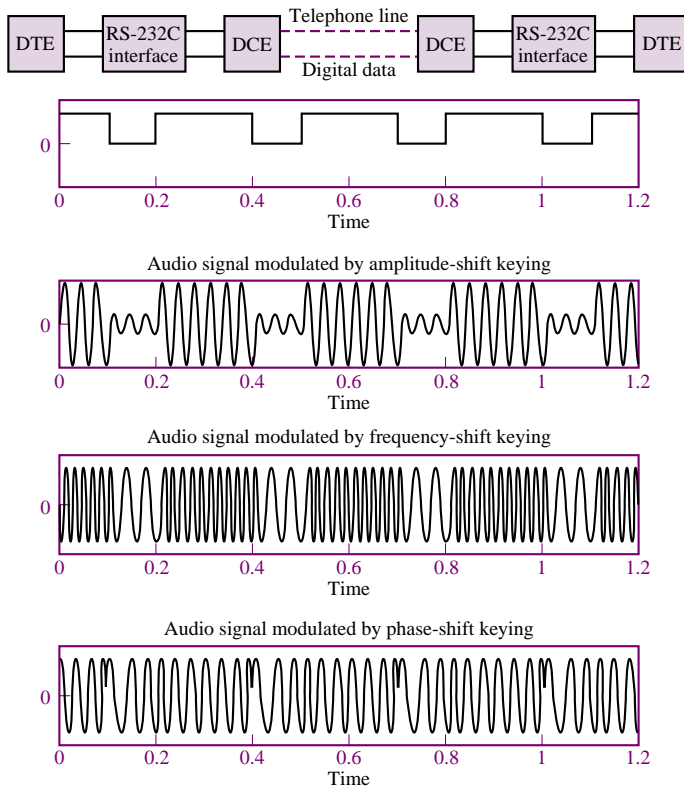 Telephone line
DTE
RS-232C
interface
DCE
DCE
RS-232C
interface
DTE
Digital data
0
0 0.2 0.4 0.6 0.8 1 1.2
Time
Audio signal modulated by amplitude-shift keying
0
0 0.2 0.4 0.6 0.8 1 1.2
Time
Audio signal modulated by frequency-shift keying
0
0 0.2 0.4 0.6 0.8 1 1.2
Time
Audio signal modulated by phase-shift keying
0
0 0.2 0.4 0.6 0.8 1 1.2
Time